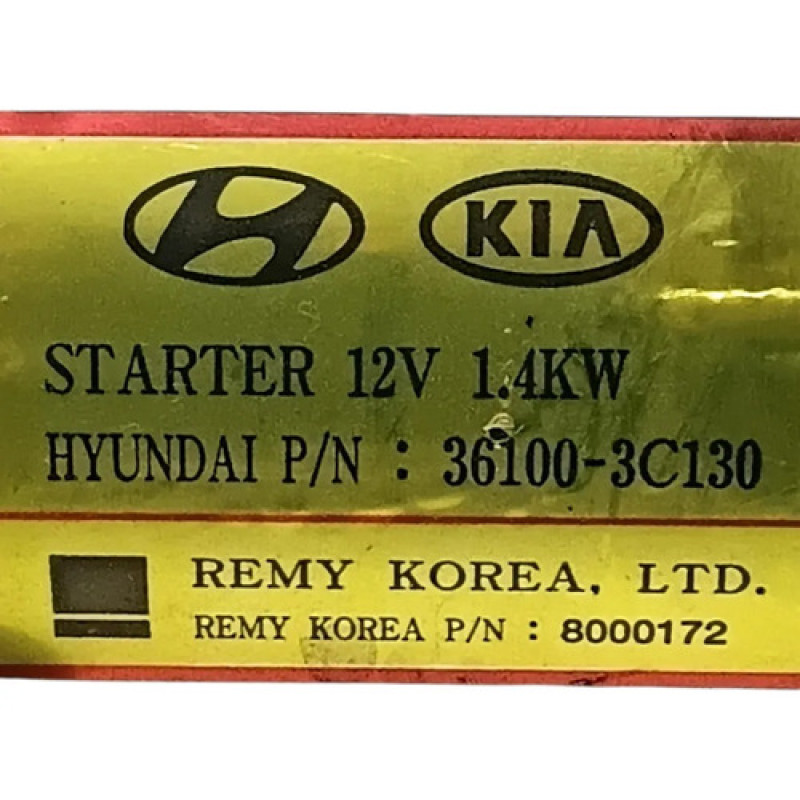 KIA
STARTER 12V 1.4KW
HYUNDAI P/N : 36100-3C130
REMY KOREA, LTD.
REMY KOREA P/N : 8000172